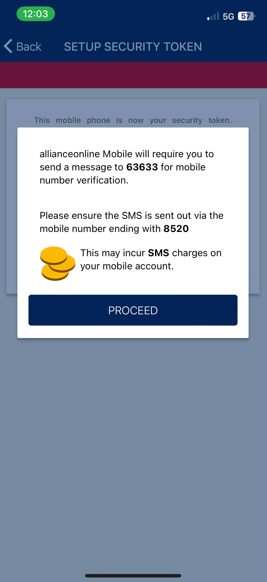 12:03
5G 57
Back SETUP SECURITY TOKEN
This mobile phone is now your security token.
allianceonline Mobile will require you to
send a message to 63633 for mobile
number verification.
Please ensure the SMS is sent out via the
mobile number ending with 8520
This may incur SMS charges on
your mobile account.
PROCEED